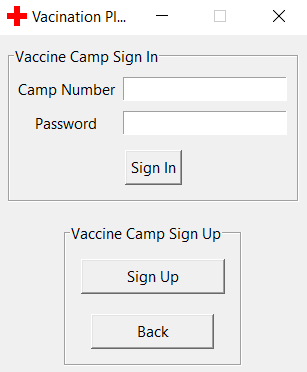 Vacination Pl...
Vaccine Camp Sign In
Camp Number
Password
Sign In
Vaccine Camp Sign Up
Sign Up
Back